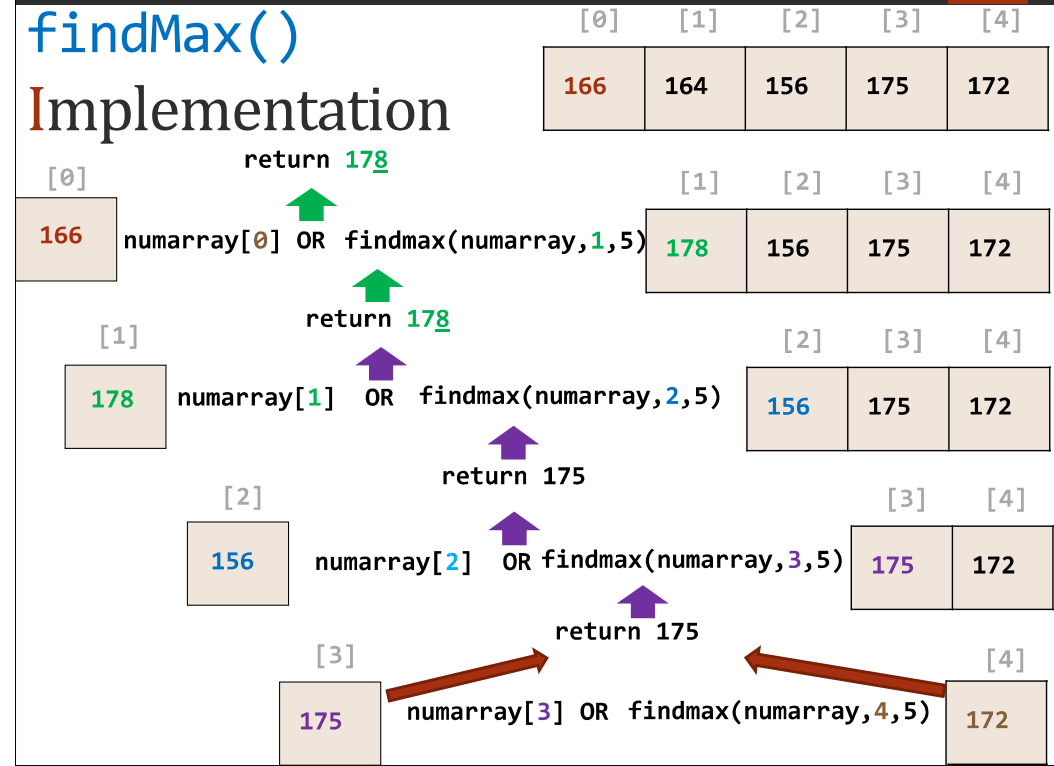 findMax()
Implementation
[0] [1] [2] [3] [4]
166 164 156 175 172
return 178
[0]
[1] [2] [3] [4]
166 numarray[0] OR findmax(numarray,1,5) 178 156 175 172
return 178
[1]
[2] [3] [4]
178 numarray[1] OR findmax(numarray,2,5) 156 175 172
return 175
[2]
[3] [4]
156 numarray[2] OR findmax(numarray,3,5) 175 172
return 175
[3]
[4]
175 numarray[3] OR findmax(numarray,4,5) 172